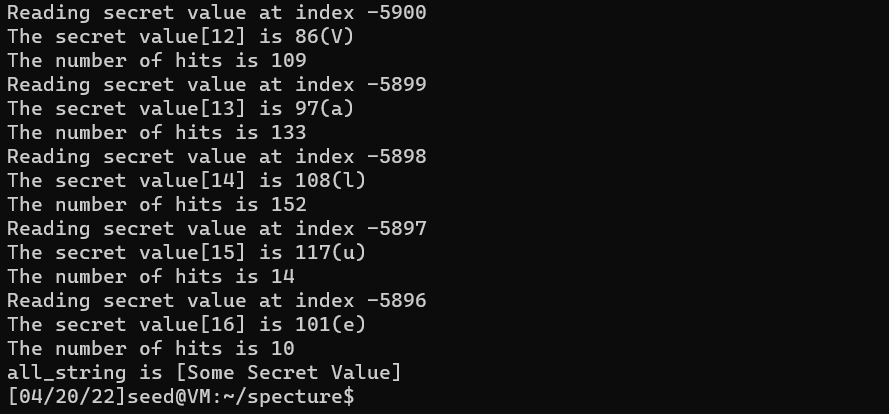 Reading secret value at index -5900
The secret value[12] is 86(V)
The number of hits is 109
Reading secret value at index -5899
The secret value[13] is 97(a)
The number of hits is 133
Reading secret value at index -5898
The secret value[14] is 108(l)
The number of hits is 152
Reading secret value at index -5897
The secret value[15] is 117(u)
The number of hits is 14
Reading secret value at index -5896
The secret value[16] is 101(e)
The number of hits is 10
all_string is [Some Secret Value]
[04/20/22]seed@VM:~/specture$